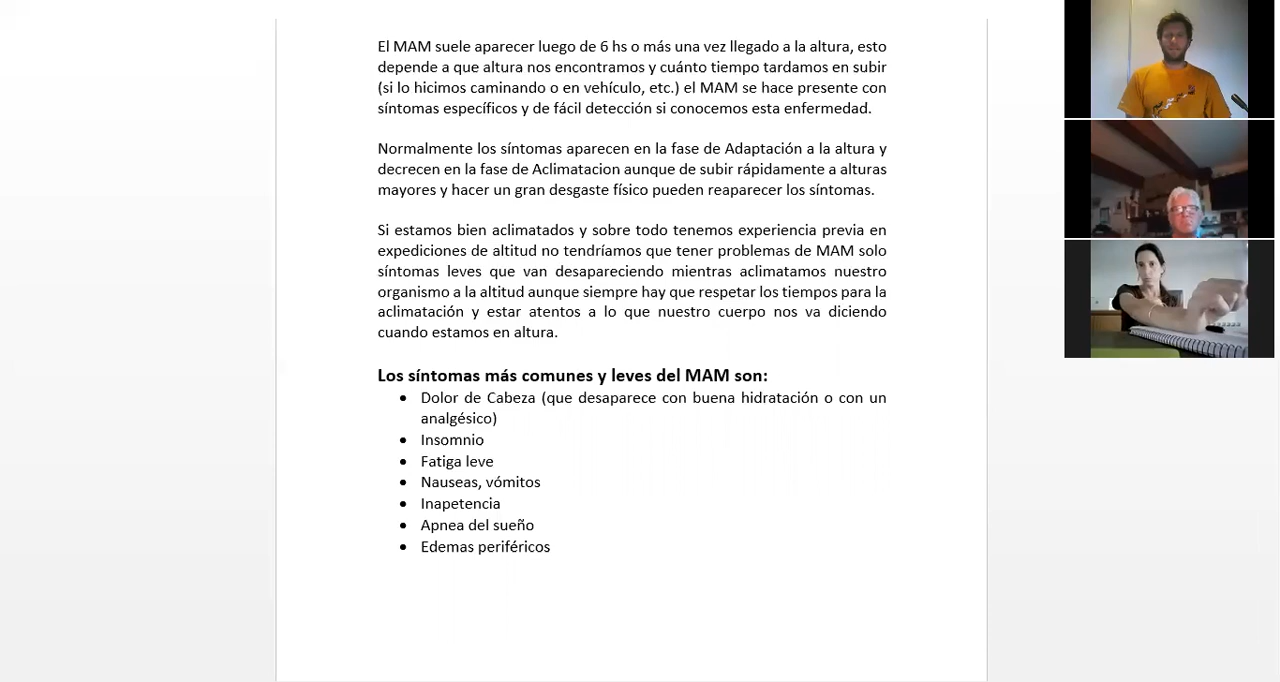 El MAM suele aparecer luego de 6 hs o más una vez llegado a la altura, esto
depende a que altura nos encontramos y cuánto tiempo tardamos en subir
(si lo hicimos caminando o en vehículo, etc.) el MAM se hace presente con
síntomas específicos y de fácil detección si conocemos esta enfermedad.
Normalmente los síntomas aparecen en la fase de Adaptación a la altura y
decrecen en la fase de Aclimatacion aunque de subir rápidamente a alturas
mayores y hacer un gran desgaste físico pueden reaparecer los síntomas.
Si estamos bien aclimatados y sobre todo tenemos experiencia previa en
expediciones de altitud no tendríamos que tener problemas de MAM solo
síntomas leves que van desapareciendo mientras aclimatamos nuestro
organismo a la altitud aunque siempre hay que respetar los tiempos para la
aclimatación y estar atentos a lo que nuestro cuerpo nos va diciendo
cuando estamos en altura.
Los síntomas más comunes y leves del MAM son:
• Dolor de Cabeza (que desaparece con buena hidratación o con un
analgésico)
• Insomnio
• Fatiga leve
• Nauseas, vómitos
• Inapetencia
• Apnea del sueño
• Edemas periféricos